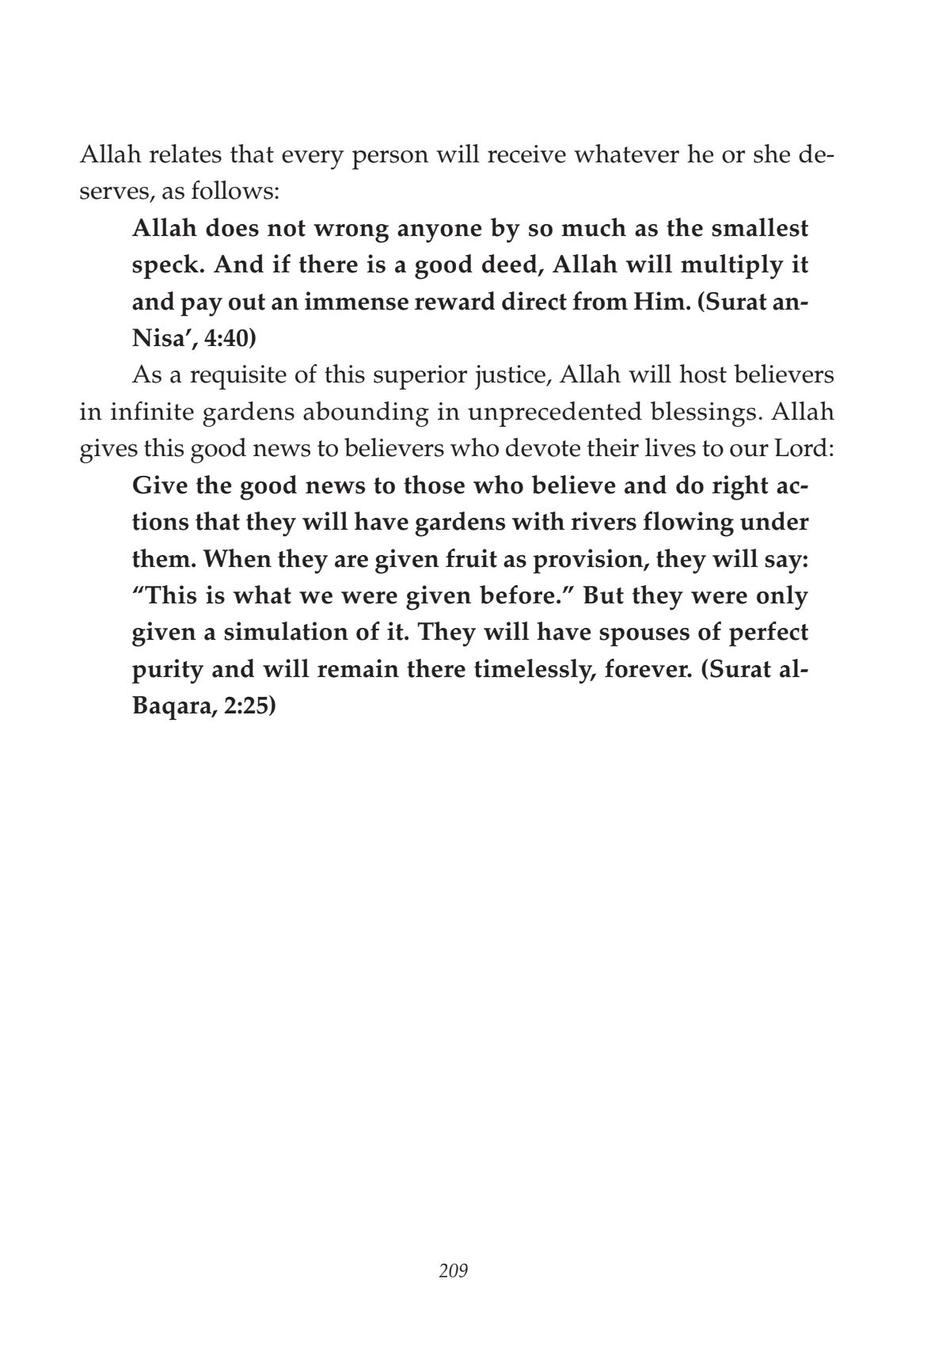 Allah relates that every person will receive whatever he or she de-
serves, as follows:
Allah does not wrong anyone by so much as the smallest
speck. And if there is a good deed, Allah will multiply it
and pay out an immense reward direct from Him. (Surat an-
Nisa’, 4:40)
As a requisite of this superior justice, Allah will host believers
in infinite gardens abounding in unprecedented blessings. Allah
gives this good news to believers who devote their lives to our Lord:
Give the good news to those who believe and do right ac-
tions that they will have gardens with rivers flowing under
them. When they are given fruit as provision, they will say:
“This is what we were given before.” But they were only
given a simulation of it. They will have spouses of perfect
purity and will remain there timelessly, forever. (Surat al-
Baqara, 2:25)
209